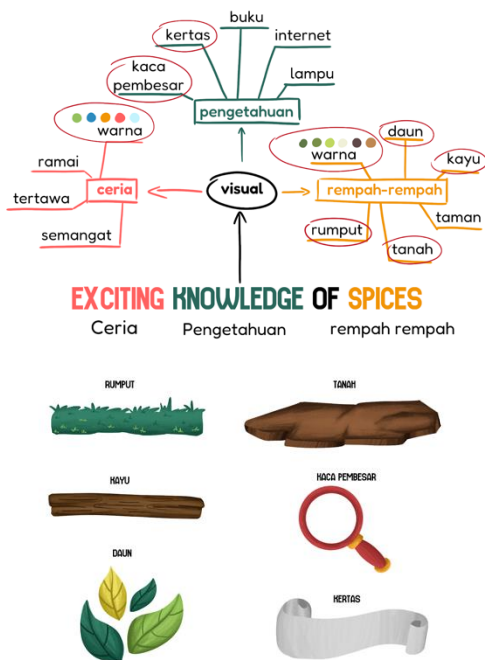 buku
kertas
internet
kaca
pembesar
lampu
pengetahuan
warna
daun
warna
kayu
ramai
ceria
visual
rempah-rempah
tertawa
taman
semangat
rumput
tanah
EXCITING KNOWLEDGE OF SPICES
Ceria Pengetahuan rempah rempah
RUMPUT TANAH
KAYU KACA PEMBESAR
DAUN
KERTAS